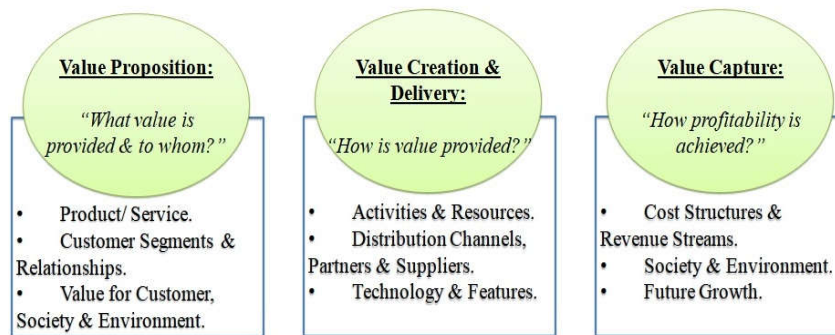 Value Proposition:
“What value is
provided & to whom?”
• Product/ Service.
• Customer Segments &
Relationships.
• Value for Customer,
Society & Environment.
Value Creation &
Delivery:
“How is value provided?”
• Activities & Resources.
• Distribution Channels,
Partners & Suppliers.
• Technology & Features.
Value Capture:
“How profitability is
achieved?”
• Cost Structures &
Revenue Streams.
• Society & Environment.
• Future Growth.